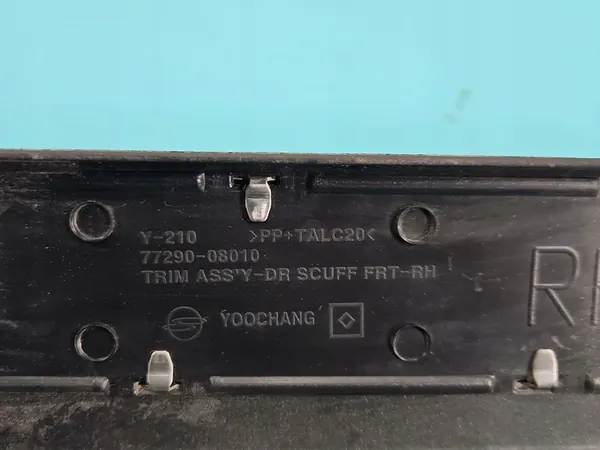 Y-210 >PP+TALC20<
77290-08010
TRIM ASS'Y-DR SCUFF FRT-RH
YOOCHANG